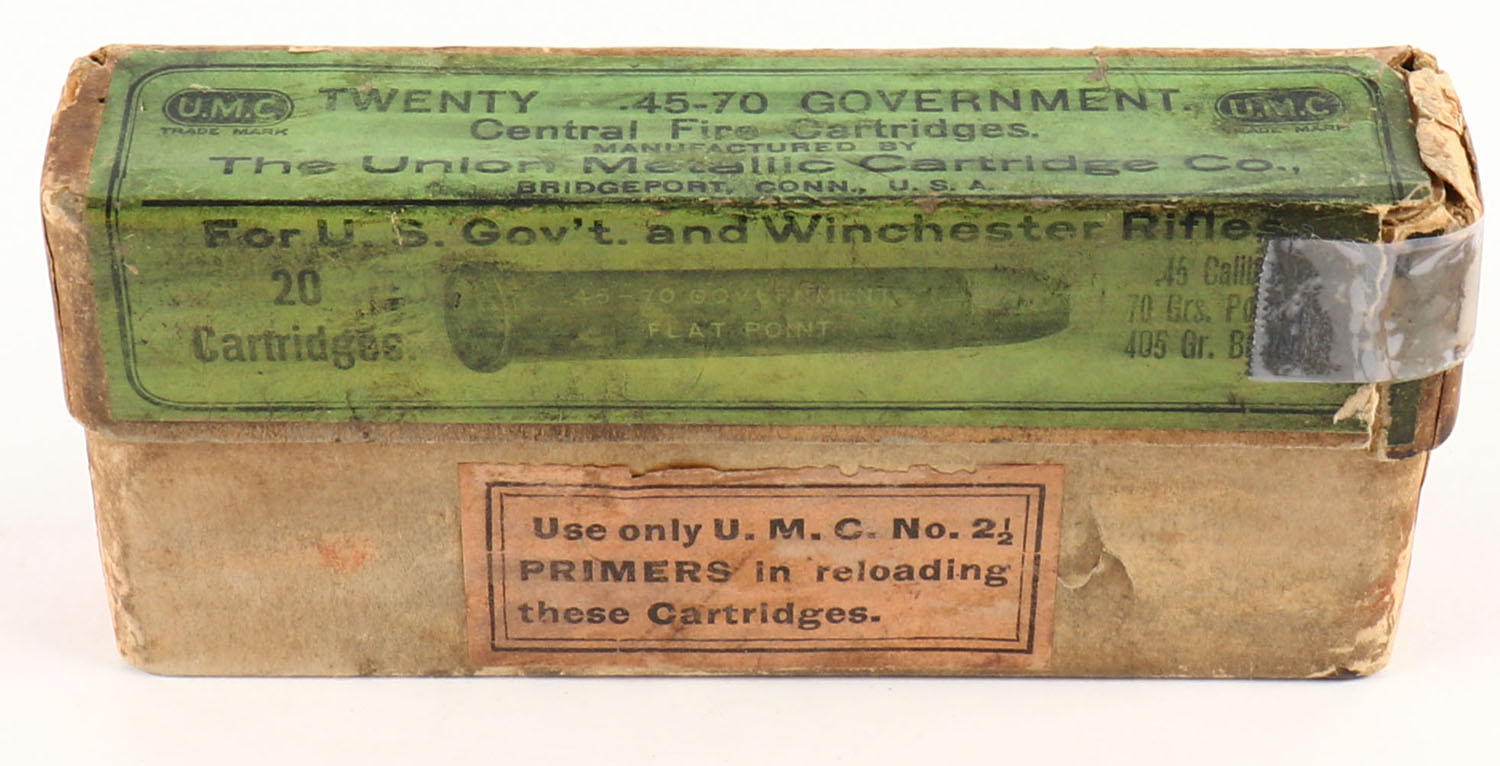 U.M.C. TWENTY .45-70 GOVERNMENT. U.M.C.
TRADE MARK Central Fire Cartridges. TRADE MARK
MANUFACTURED BY
The Union Metallic Cartridge Co.,
BRIDGEPORT, CONN., U. S. A.
For U. S. Gov't. and Winchester Rifles
20
Cartridges.
.45-70 GOVERNMENT
FLAT POINT
.45
70 Grs.
405 Gr.
Use only U. M. C. No. 2½
PRIMERS in reloading
these Cartridges.